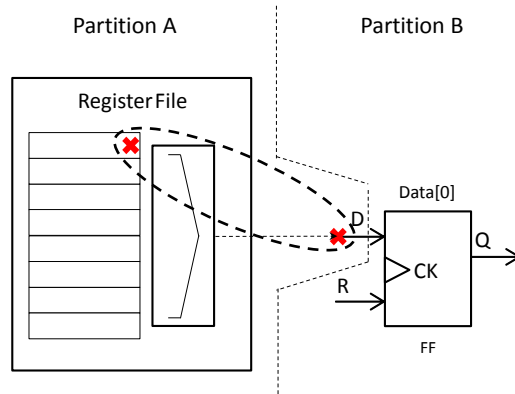 Partition A
Partition B
Register File
Data[0]
D
Q
CK
R
FF